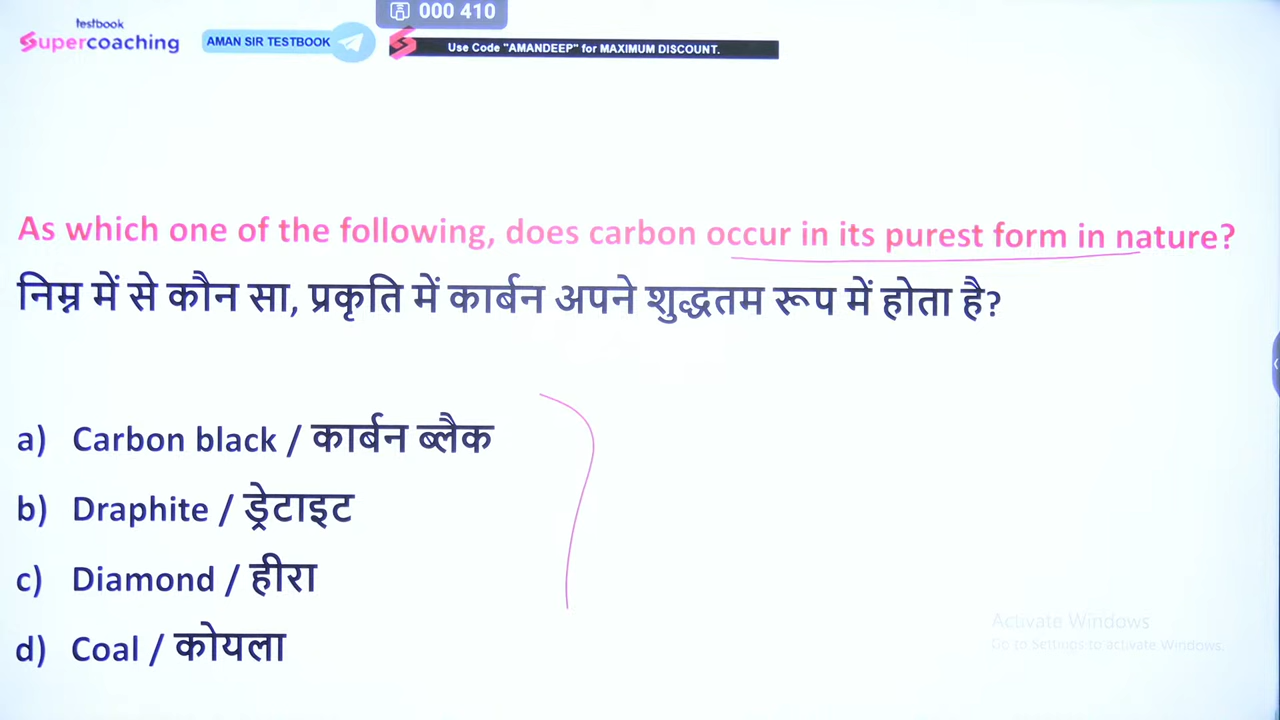 000 410
testbook
Supercoaching
AMAN SIR TESTBOOK
Use Code "AMANDEEP" for MAXIMUM DISCOUNT.
As which one of the following, does carbon occur in its purest form in nature?
निम्न में से कौन सा, प्रकृति में कार्बन अपने शुद्धतम रूप में होता है?
a) Carbon black / कार्बन ब्लैक
b) Draphite / ड्रेटाइट
c) Diamond / हीरा
d) Coal / कोयला
Activate Windows
Go to Settings to activate Windows.